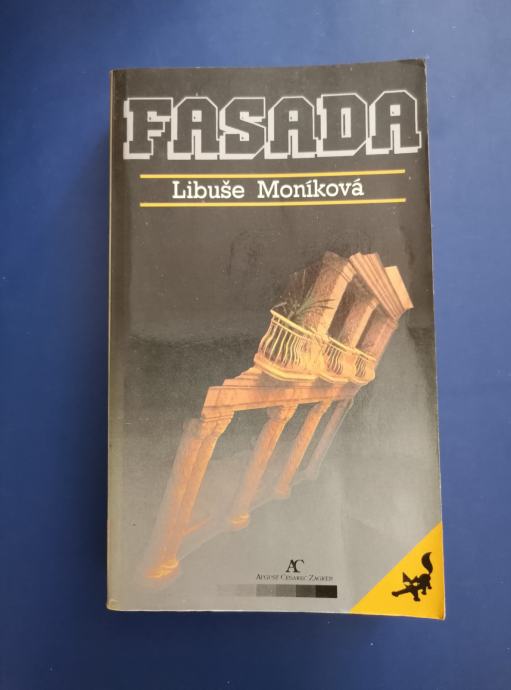 FASADA
Libuše Moníková
AC
AUGUST CESAREC ZAGREB